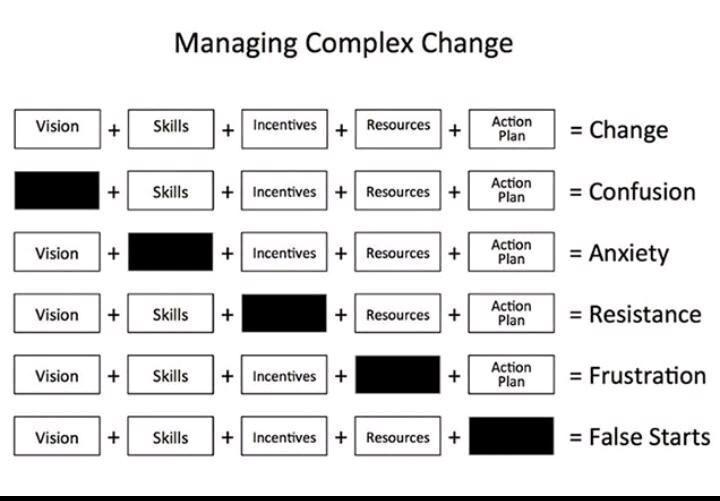 Managing Complex Change
Vision + Skills + Incentives + Resources + Action Plan = Change
+ Skills + Incentives + Resources + Action Plan = Confusion
Vision + + Incentives + Resources + Action Plan = Anxiety
Vision + Skills + + Resources + Action Plan = Resistance
Vision + Skills + Incentives + + Action Plan = Frustration
Vision + Skills + Incentives + Resources + = False Starts